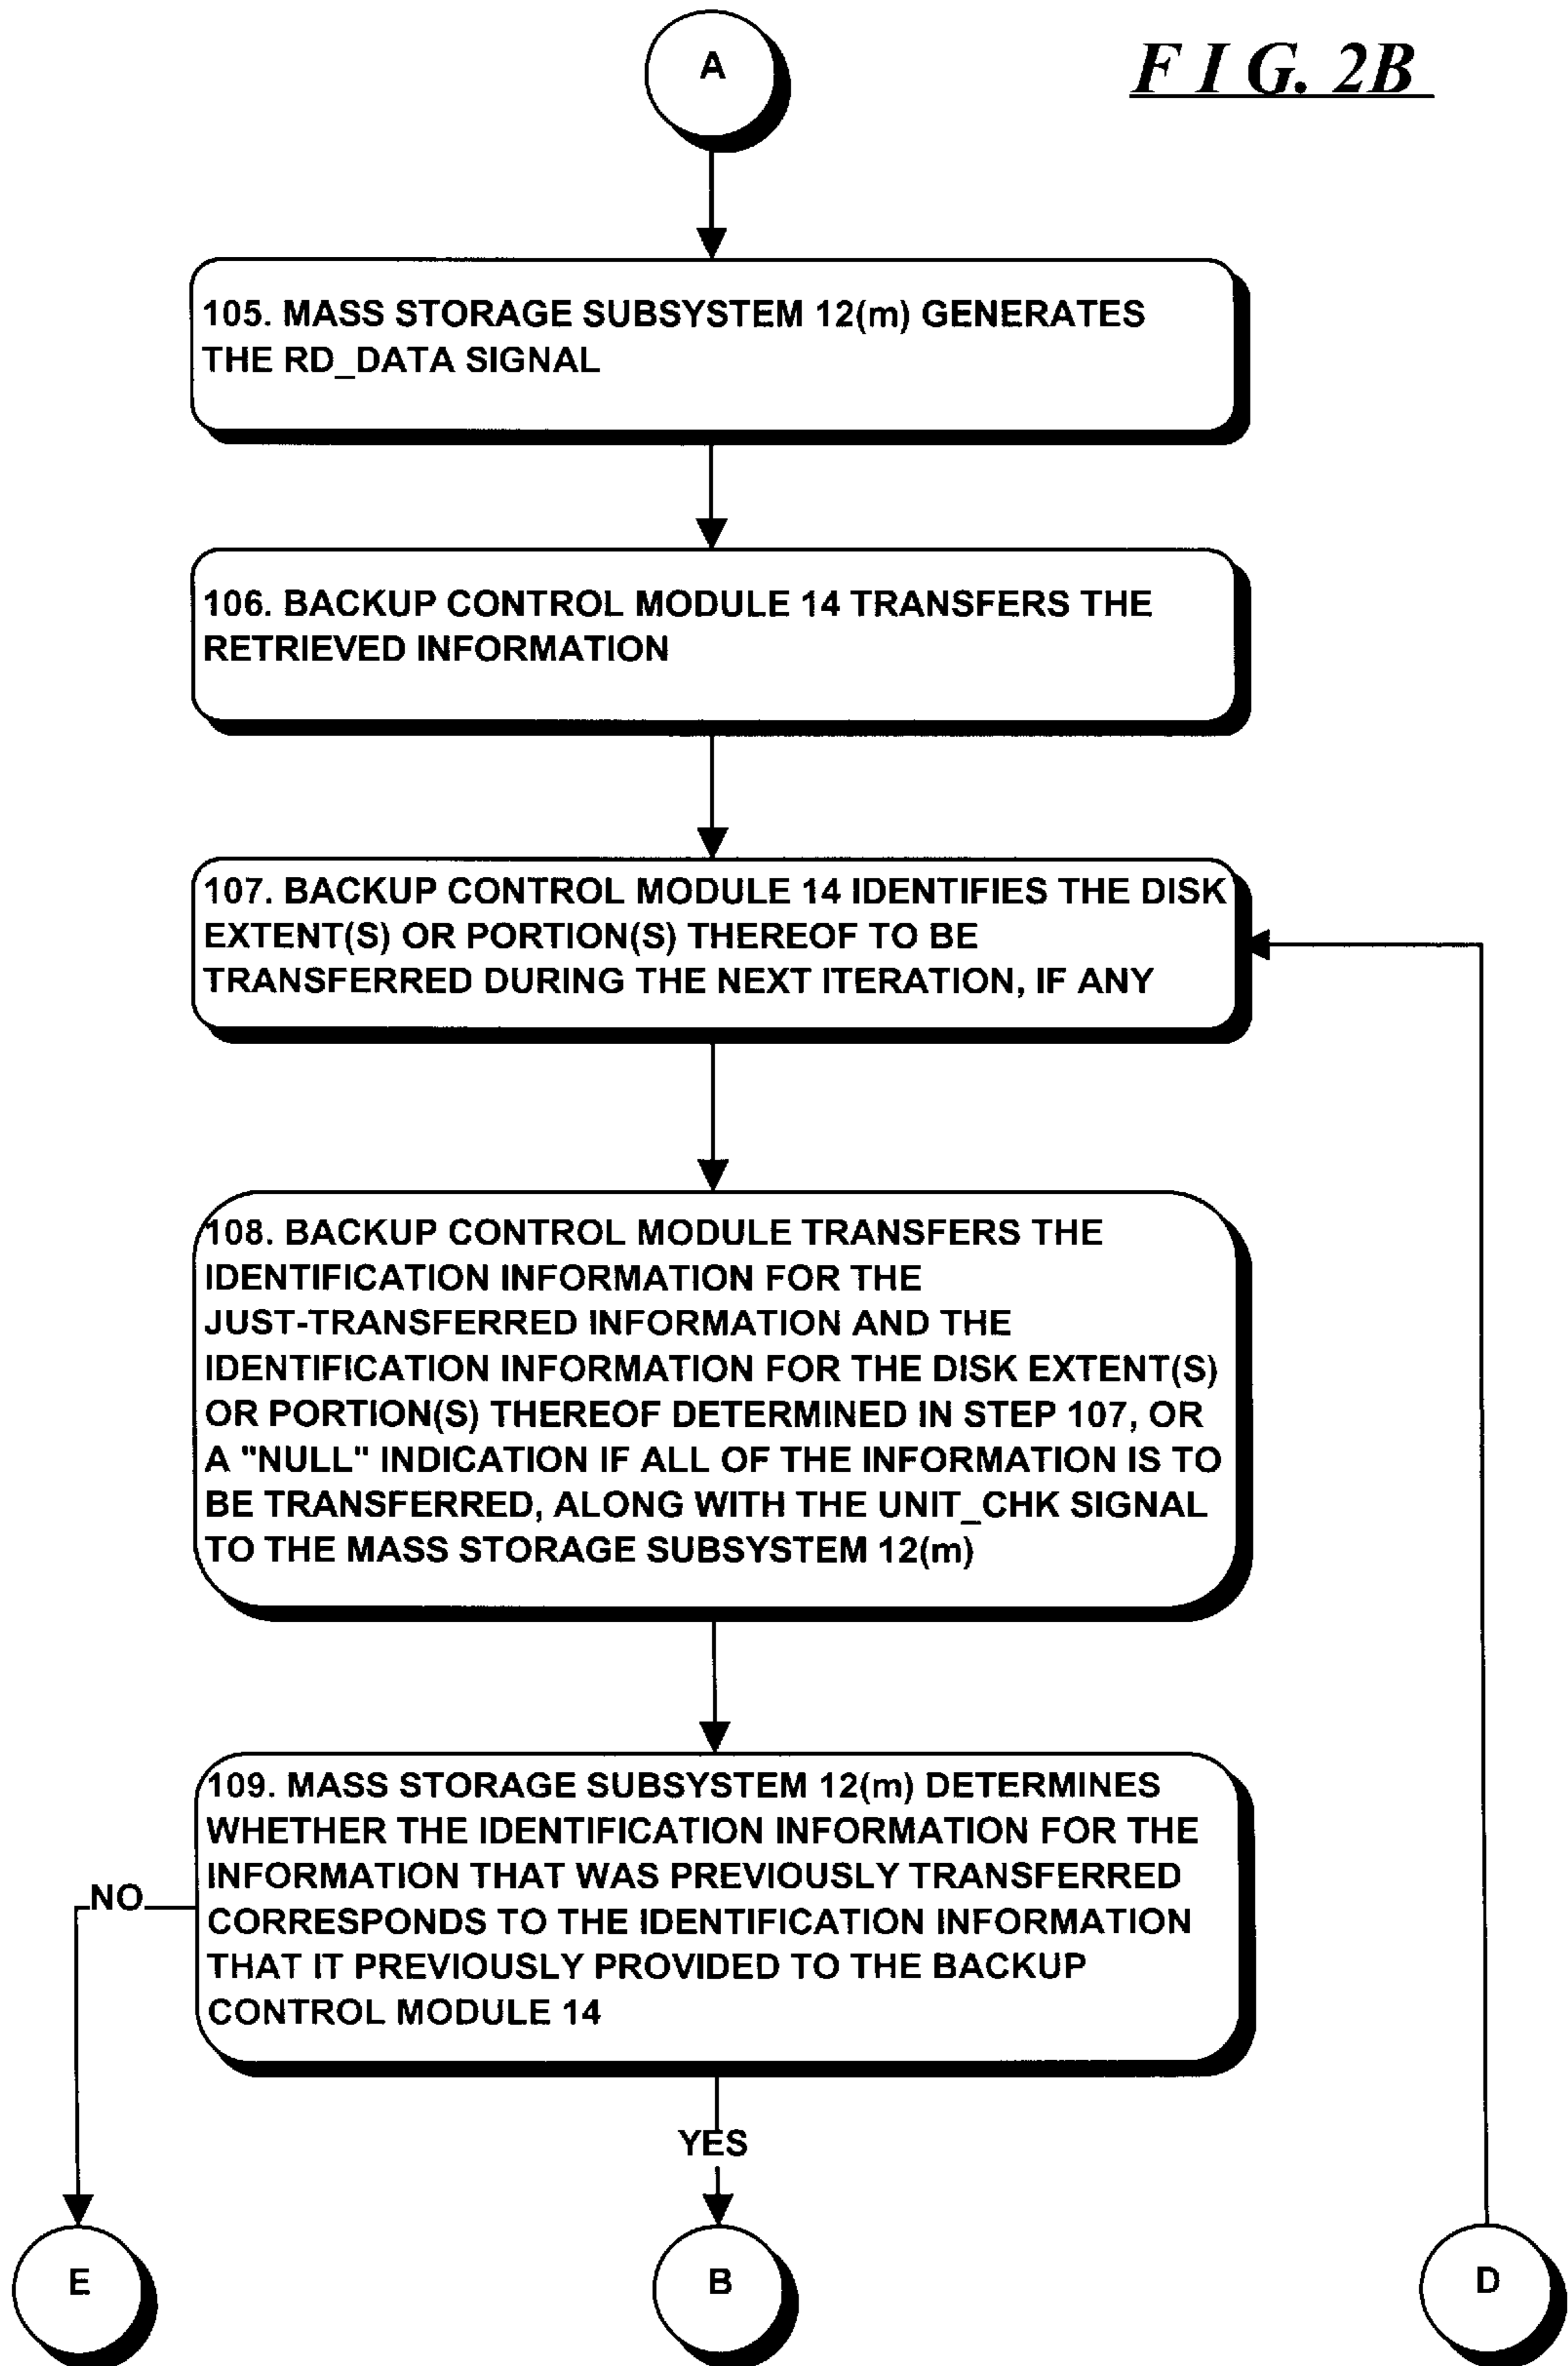 A
F I G. 2B
105. MASS STORAGE SUBSYSTEM 12(m) GENERATES
THE RD_DATA SIGNAL
106. BACKUP CONTROL MODULE 14 TRANSFERS THE
RETRIEVED INFORMATION
107. BACKUP CONTROL MODULE 14 IDENTIFIES THE DISK
EXTENT(S) OR PORTION(S) THEREOF TO BE
TRANSFERRED DURING THE NEXT ITERATION, IF ANY
108. BACKUP CONTROL MODULE TRANSFERS THE
IDENTIFICATION INFORMATION FOR THE
JUST-TRANSFERRED INFORMATION AND THE
IDENTIFICATION INFORMATION FOR THE DISK EXTENT(S)
OR PORTION(S) THEREOF DETERMINED IN STEP 107, OR
A "NULL" INDICATION IF ALL OF THE INFORMATION IS TO
BE TRANSFERRED, ALONG WITH THE UNIT_CHK SIGNAL
TO THE MASS STORAGE SUBSYSTEM 12(m)
109. MASS STORAGE SUBSYSTEM 12(m) DETERMINES
WHETHER THE IDENTIFICATION INFORMATION FOR THE
INFORMATION THAT WAS PREVIOUSLY TRANSFERRED
CORRESPONDS TO THE IDENTIFICATION INFORMATION
THAT IT PREVIOUSLY PROVIDED TO THE BACKUP
CONTROL MODULE 14
NO
YES
E
B
D